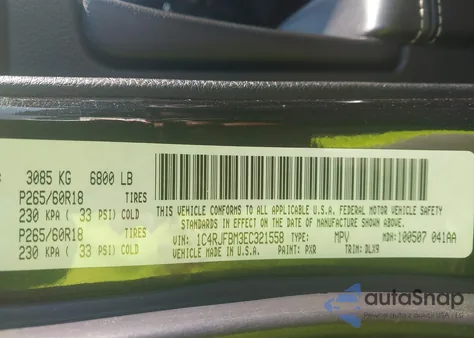 : 3085 KG 6800 LB
P265/60R18 TIRES
230 KPA ( 33 PSI) COLD
P265/60R18 TIRES
230 KPA ( 33 PSI) COLD
THIS VEHICLE CONFORMS TO ALL APPLICABLE U.S.A. FEDERAL MOTOR VEHICLE SAFETY
STANDARDS IN EFFECT ON THE DATE OF MANUFACTURE SHOWN ABOVE.
VIN: 1C4RJFBM3EC321558 MPV MDH: 100507 041AA
VEHICLE MADE IN U.S.A. PAINT: PXR TRIM: DLX9
autoSnap